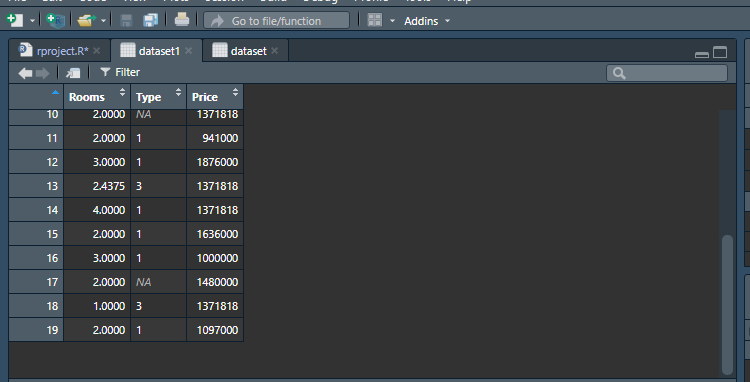 Go to file/function Addins
rproject.R* dataset1 dataset
Filter
Rooms Type Price
10 2.0000 NA 1371818
11 2.0000 1 941000
12 3.0000 1 1876000
13 2.4375 3 1371818
14 4.0000 1 1371818
15 2.0000 1 1636000
16 3.0000 1 1000000
17 2.0000 NA 1480000
18 1.0000 3 1371818
19 2.0000 1 1097000